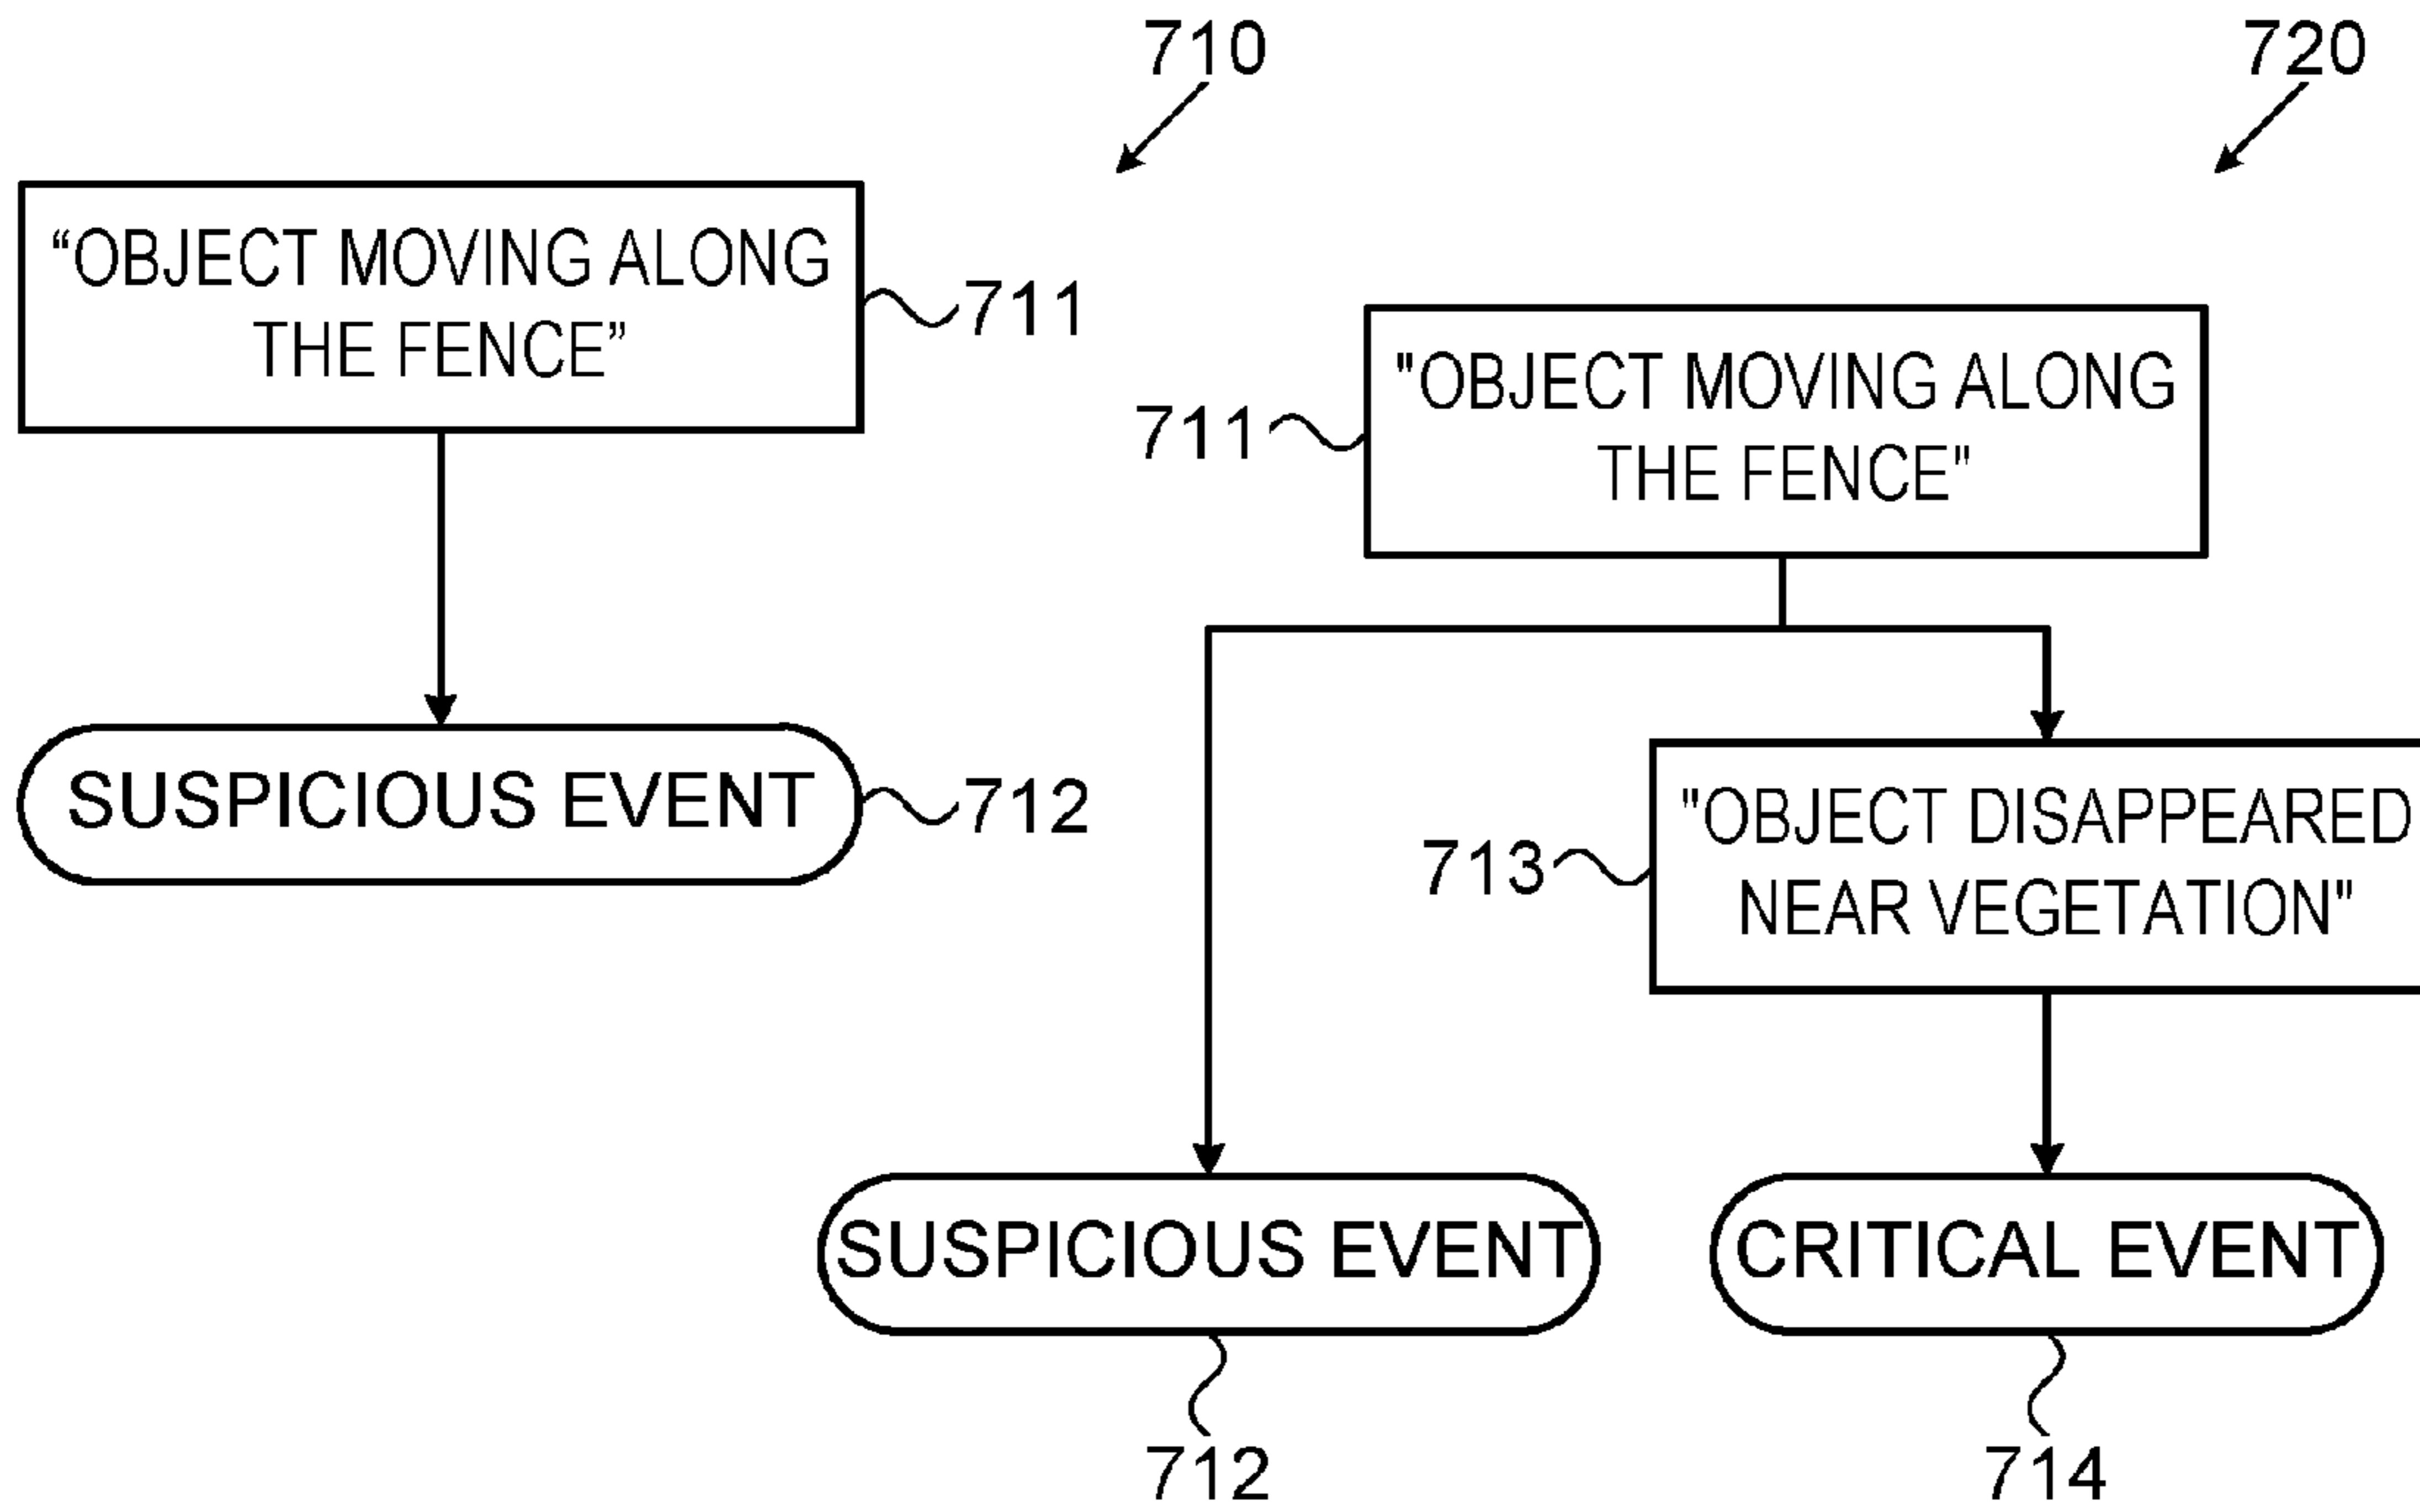 710
720
“OBJECT MOVING ALONG
THE FENCE”
711
"OBJECT MOVING ALONG
THE FENCE"
711
SUSPICIOUS EVENT
712
"OBJECT DISAPPEARED
NEAR VEGETATION"
713
SUSPICIOUS EVENT
CRITICAL EVENT
712
714